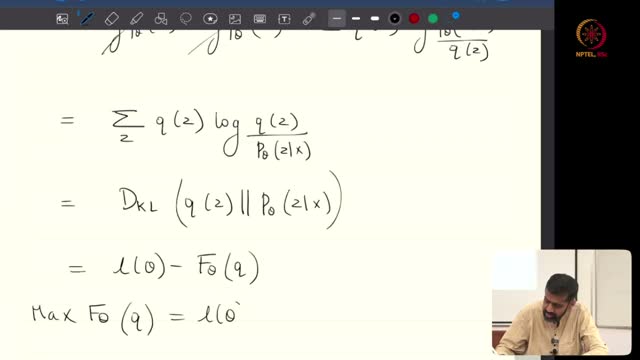 q(z)
= Σ_z q(z) log q(z) / P_θ(z|x)
= D_KL (q(z) || P_θ(z|x))
= l(θ) − F_θ(q)
Max F_θ(q) = l(θ
NPTEL